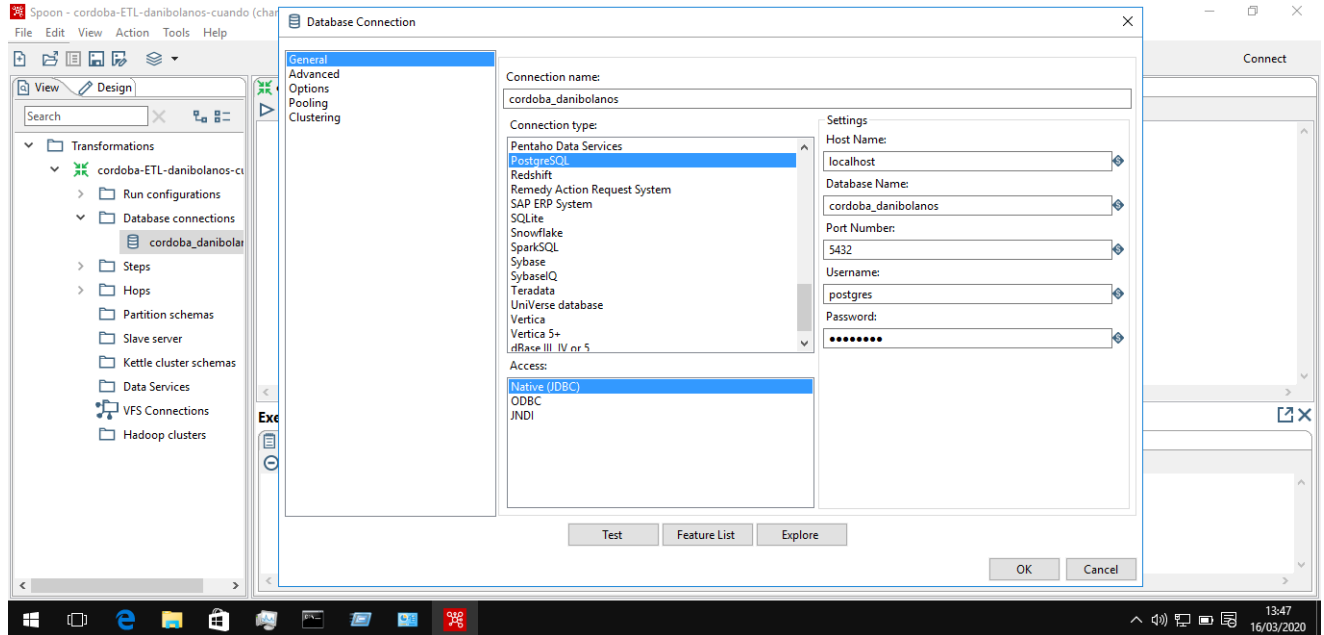 Spoon - cordoba-ETL-danibolanos-cuando (char
File Edit View Action Tools Help
Connect
View Design
Search
Transformations
cordoba-ETL-danibolanos-cu
Run configurations
Database connections
cordoba_danibolar
Steps
Hops
Partition schemas
Slave server
Kettle cluster schemas
Data Services
VFS Connections
Hadoop clusters
Exe
Database Connection
General
Advanced
Options
Pooling
Clustering
Connection name:
cordoba_danibolanos
Connection type:
Pentaho Data Services
PostgreSQL
Redshift
Remedy Action Request System
SAP ERP System
SQLite
Snowflake
SparkSQL
Sybase
SybaseIQ
Teradata
UniVerse database
Vertica
Vertica 5+
dBase III, IV or 5
Access:
Native (JDBC)
ODBC
JNDI
Settings
Host Name:
localhost
Database Name:
cordoba_danibolanos
Port Number:
5432
Username:
postgres
Password:
●●●●●●●●
Test Feature List Explore
OK Cancel
13:47
16/03/2020